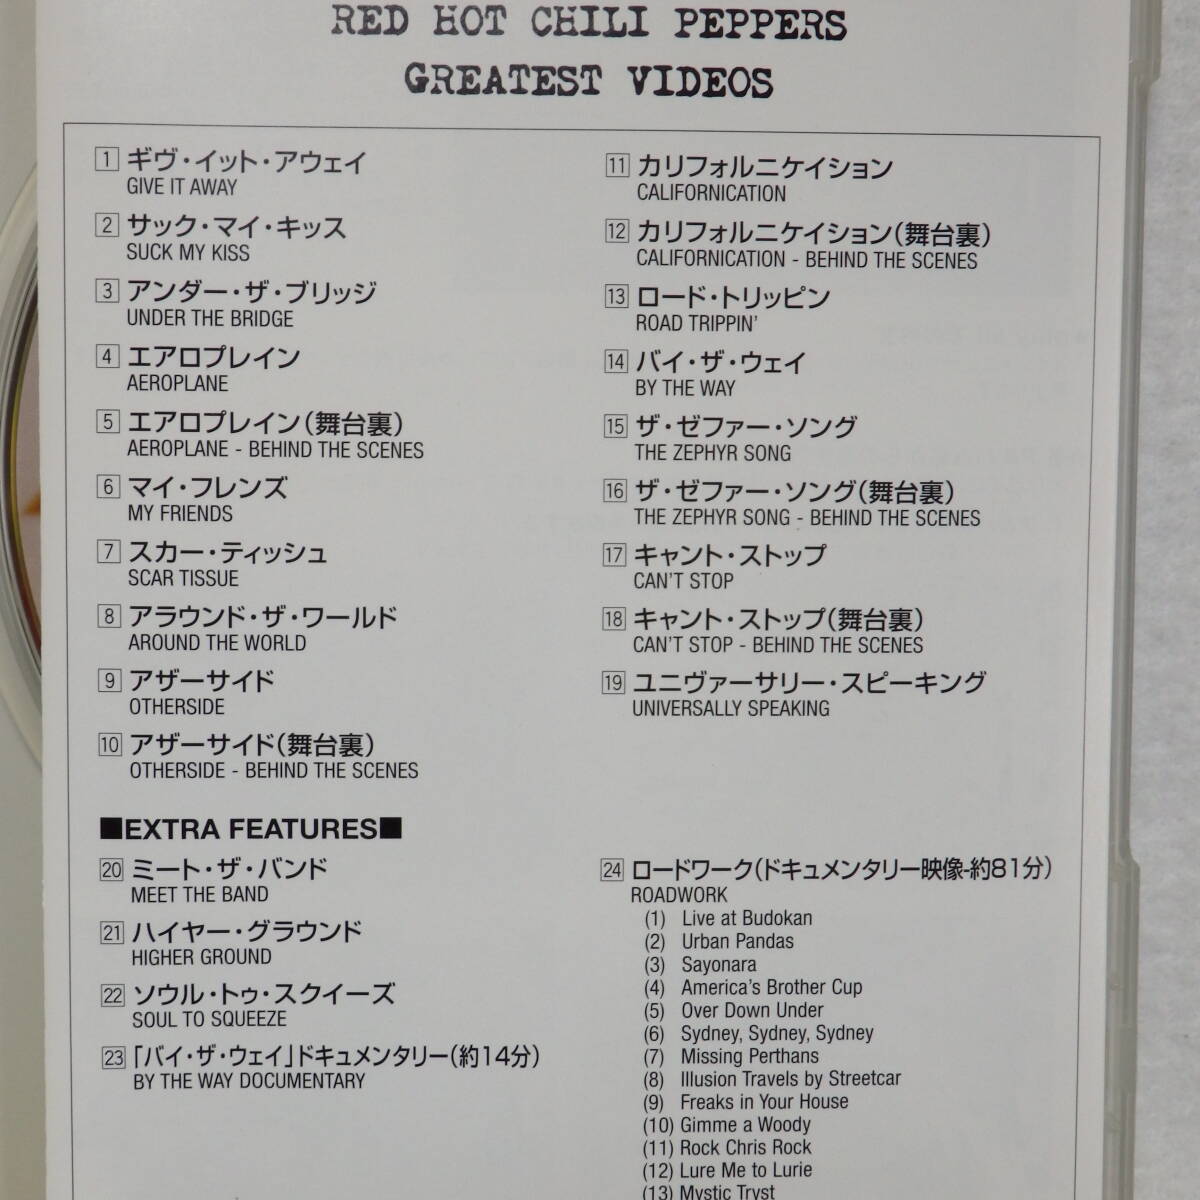 RED HOT CHILI PEPPERS
GREATEST VIDEOS
1 ギヴ・イット・アウェイ
GIVE IT AWAY
2 サック・マイ・キッス
SUCK MY KISS
3 アンダー・ザ・ブリッジ
UNDER THE BRIDGE
4 エアロプレイン
AEROPLANE
5 エアロプレイン(舞台裏)
AEROPLANE - BEHIND THE SCENES
6 マイ・フレンズ
MY FRIENDS
7 スカー・ティッシュ
SCAR TISSUE
8 アラウンド・ザ・ワールド
AROUND THE WORLD
9 アザーサイド
OTHERSIDE
10 アザーサイド(舞台裏)
OTHERSIDE - BEHIND THE SCENES
11 カリフォルニケイション
CALIFORNICATION
12 カリフォルニケイション(舞台裏)
CALIFORNICATION - BEHIND THE SCENES
13 ロード・トリッピン
ROAD TRIPPIN'
14 バイ・ザ・ウェイ
BY THE WAY
15 ザ・ゼファー・ソング
THE ZEPHYR SONG
16 ザ・ゼファー・ソング(舞台裏)
THE ZEPHYR SONG - BEHIND THE SCENES
17 キャント・ストップ
CAN'T STOP
18 キャント・ストップ(舞台裏)
CAN'T STOP - BEHIND THE SCENES
19 ユニヴァーサリー・スピーキング
UNIVERSALLY SPEAKING
■EXTRA FEATURES■
20 ミート・ザ・バンド
MEET THE BAND
21 ハイヤー・グラウンド
HIGHER GROUND
22 ソウル・トゥ・スクイーズ
SOUL TO SQUEEZE
23 「バイ・ザ・ウェイ」ドキュメンタリー(約14分)
BY THE WAY DOCUMENTARY
24 ロードワーク(ドキュメンタリー映像-約81分)
ROADWORK
(1) Live at Budokan
(2) Urban Pandas
(3) Sayonara
(4) America's Brother Cup
(5) Over Down Under
(6) Sydney, Sydney, Sydney
(7) Missing Perthans
(8) Illusion Travels by Streetcar
(9) Freaks in Your House
(10) Gimme a Woody
(11) Rock Chris Rock
(12) Lure Me to Lurie
(13) Mystic Tryst